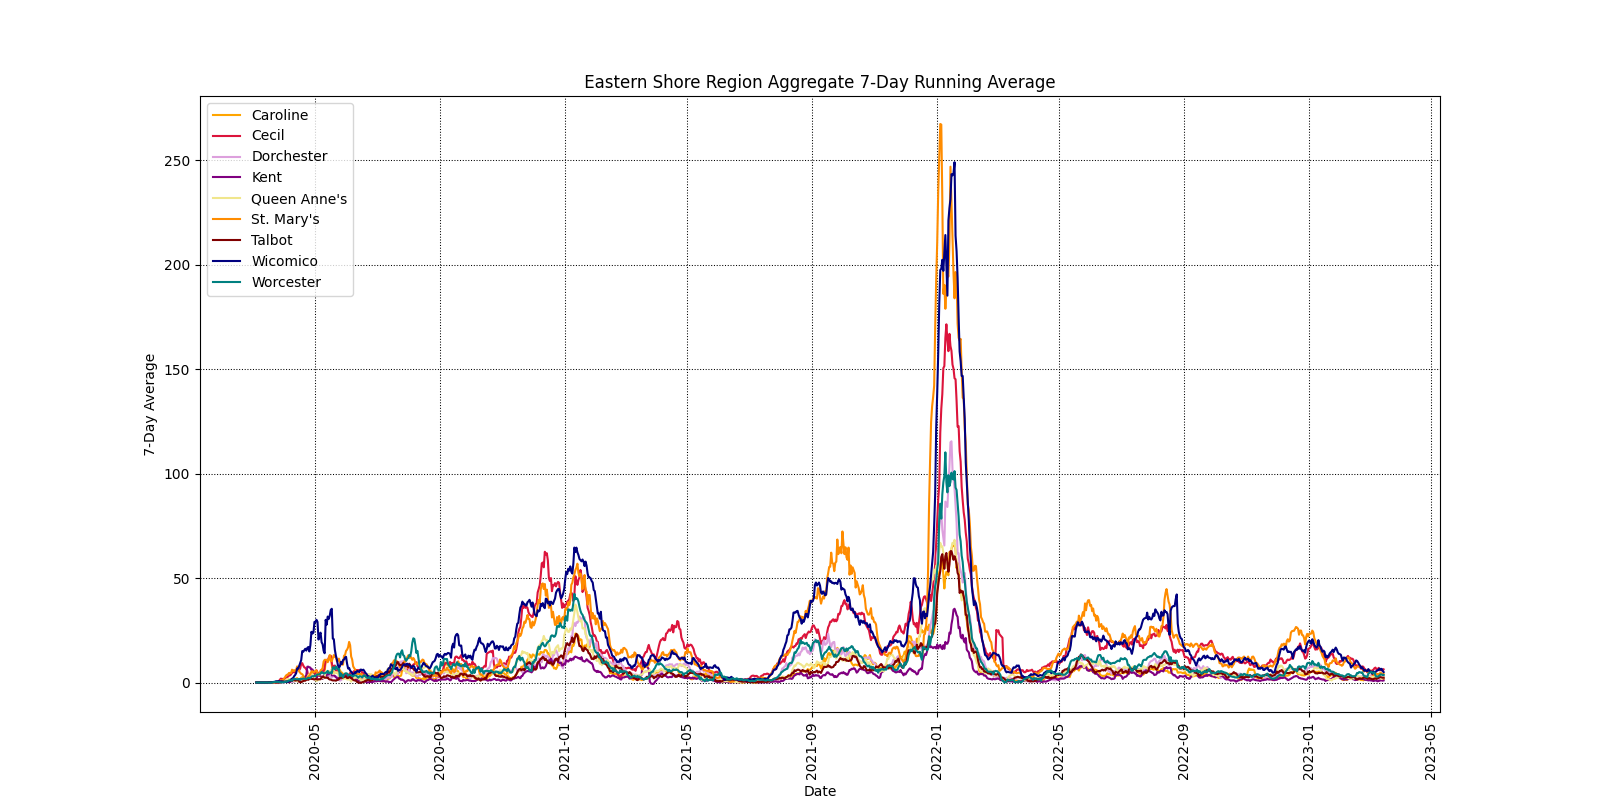 Eastern Shore Region Aggregate 7-Day Running Average
Caroline
Cecil
Dorchester
Kent
Queen Anne's
St. Mary's
Talbot
Wicomico
Worcester
250
200
150
100
50
0
7-Day Average
2020-05
2020-09
2021-01
2021-05
2021-09
2022-01
2022-05
2022-09
2023-01
2023-05
Date